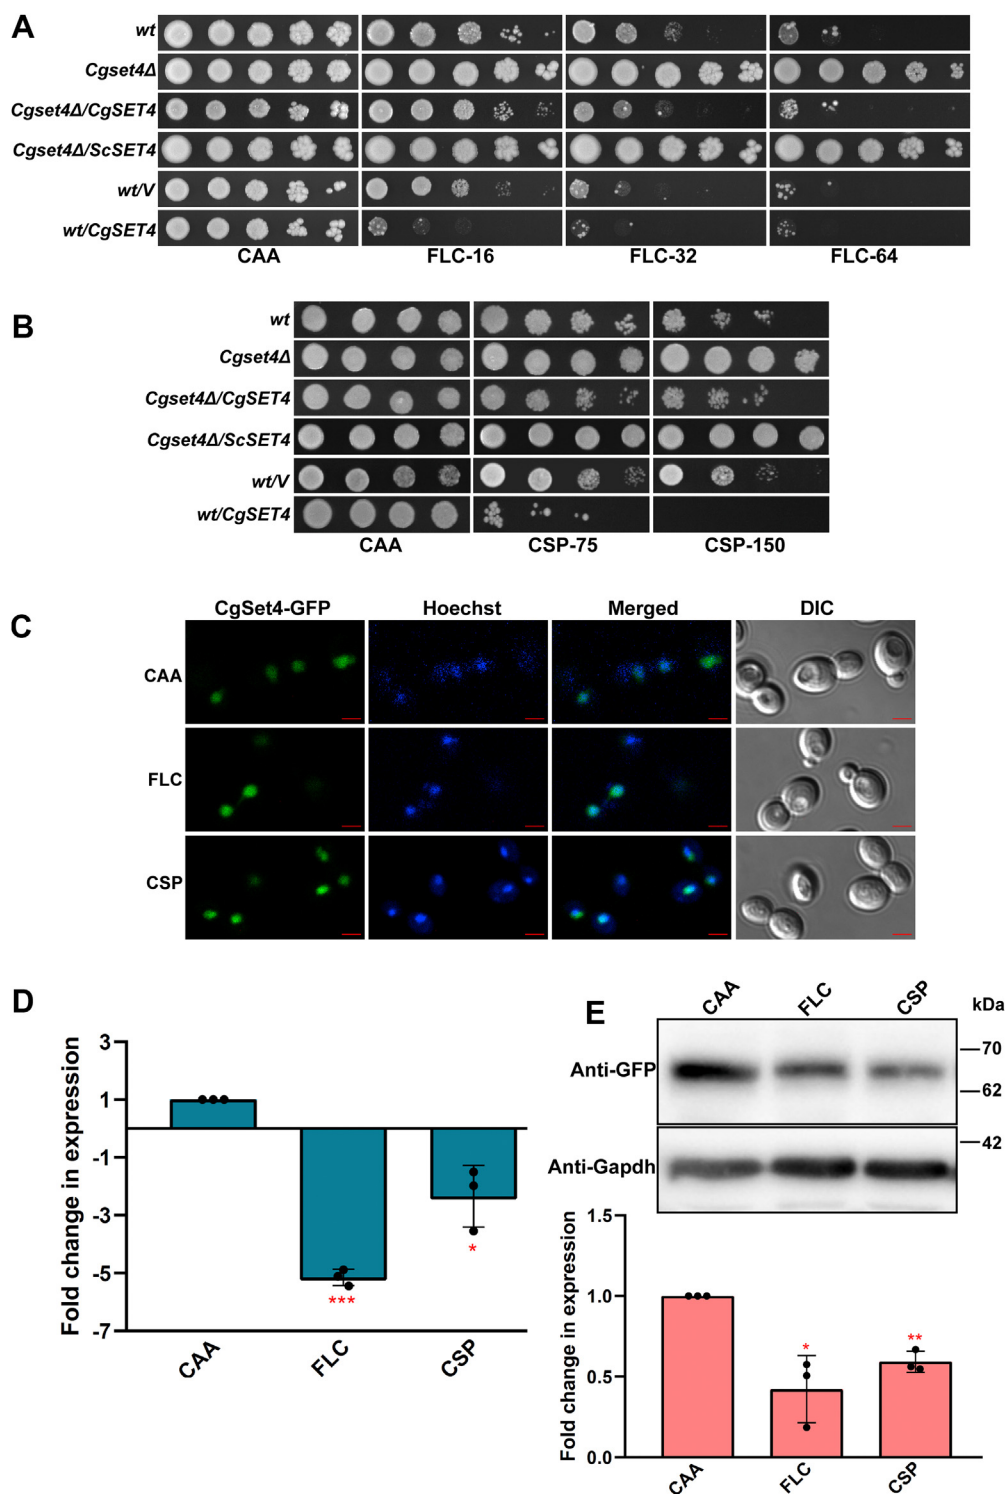 A
wt
Cgset4Δ
Cgset4Δ/CgSET4
Cgset4Δ/ScSET4
wt/V
wt/CgSET4
CAA FLC-16 FLC-32 FLC-64
B
wt
Cgset4Δ
Cgset4Δ/CgSET4
Cgset4Δ/ScSET4
wt/V
wt/CgSET4
CAA CSP-75 CSP-150
C
CgSet4-GFP Hoechst Merged DIC
CAA
FLC
CSP
D
Fold change in expression
3
1
-1
-3
-5
-7
***
*
CAA FLC CSP
E
CAA FLC CSP kDa
Anti-GFP
70
62
Anti-Gapdh
42
Fold change in expression
1.5
1.0
0.5
0.0
*
**
CAA FLC CSP